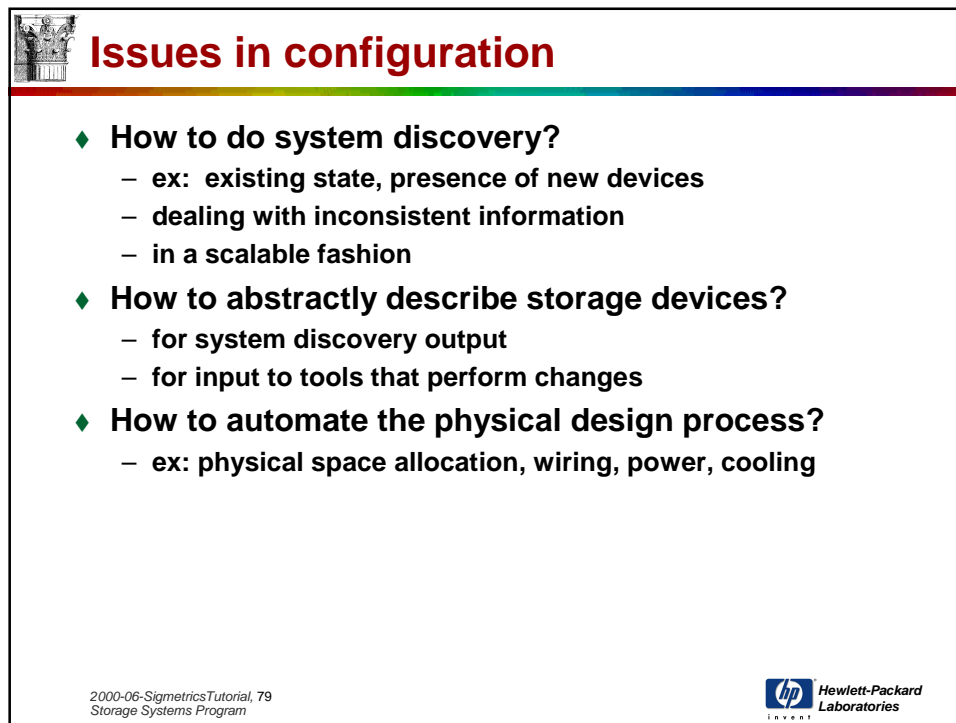 Issues in configuration
♦ How to do system discovery?
– ex: existing state, presence of new devices
– dealing with inconsistent information
– in a scalable fashion
♦ How to abstractly describe storage devices?
– for system discovery output
– for input to tools that perform changes
♦ How to automate the physical design process?
– ex: physical space allocation, wiring, power, cooling
2000-06-SigmetricsTutorial, 79
Storage Systems Program
hp
invent
Hewlett-Packard
Laboratories